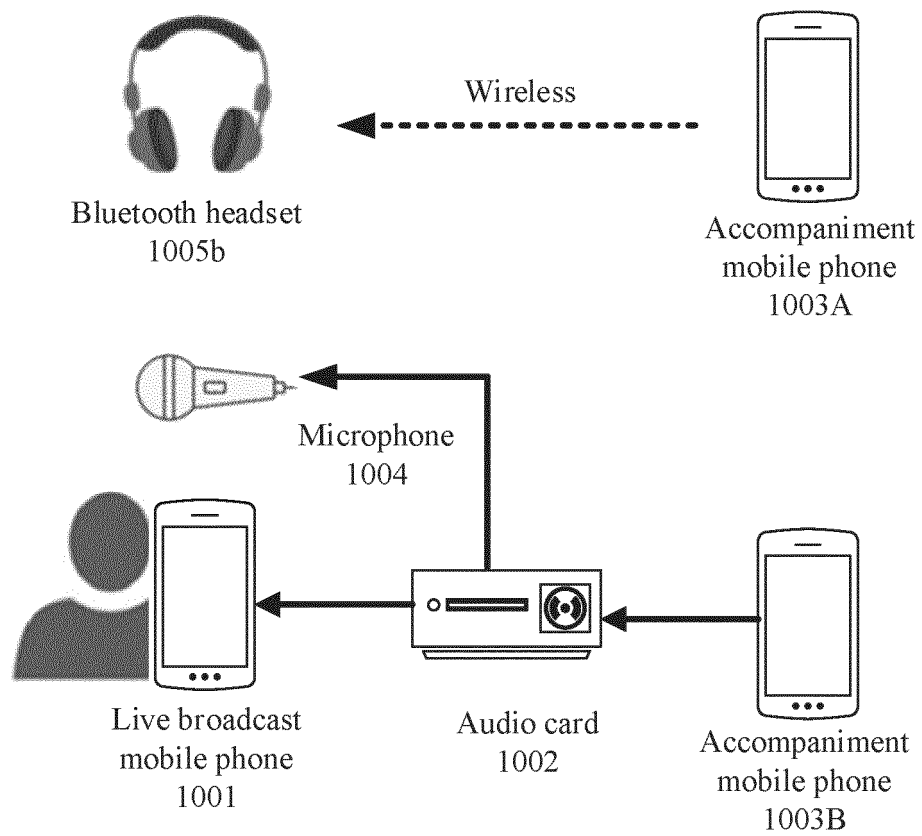 Wireless
Bluetooth headset
1005b
Accompaniment
mobile phone
1003A
Microphone
1004
Live broadcast
mobile phone
1001
Audio card
1002
Accompaniment
mobile phone
1003B